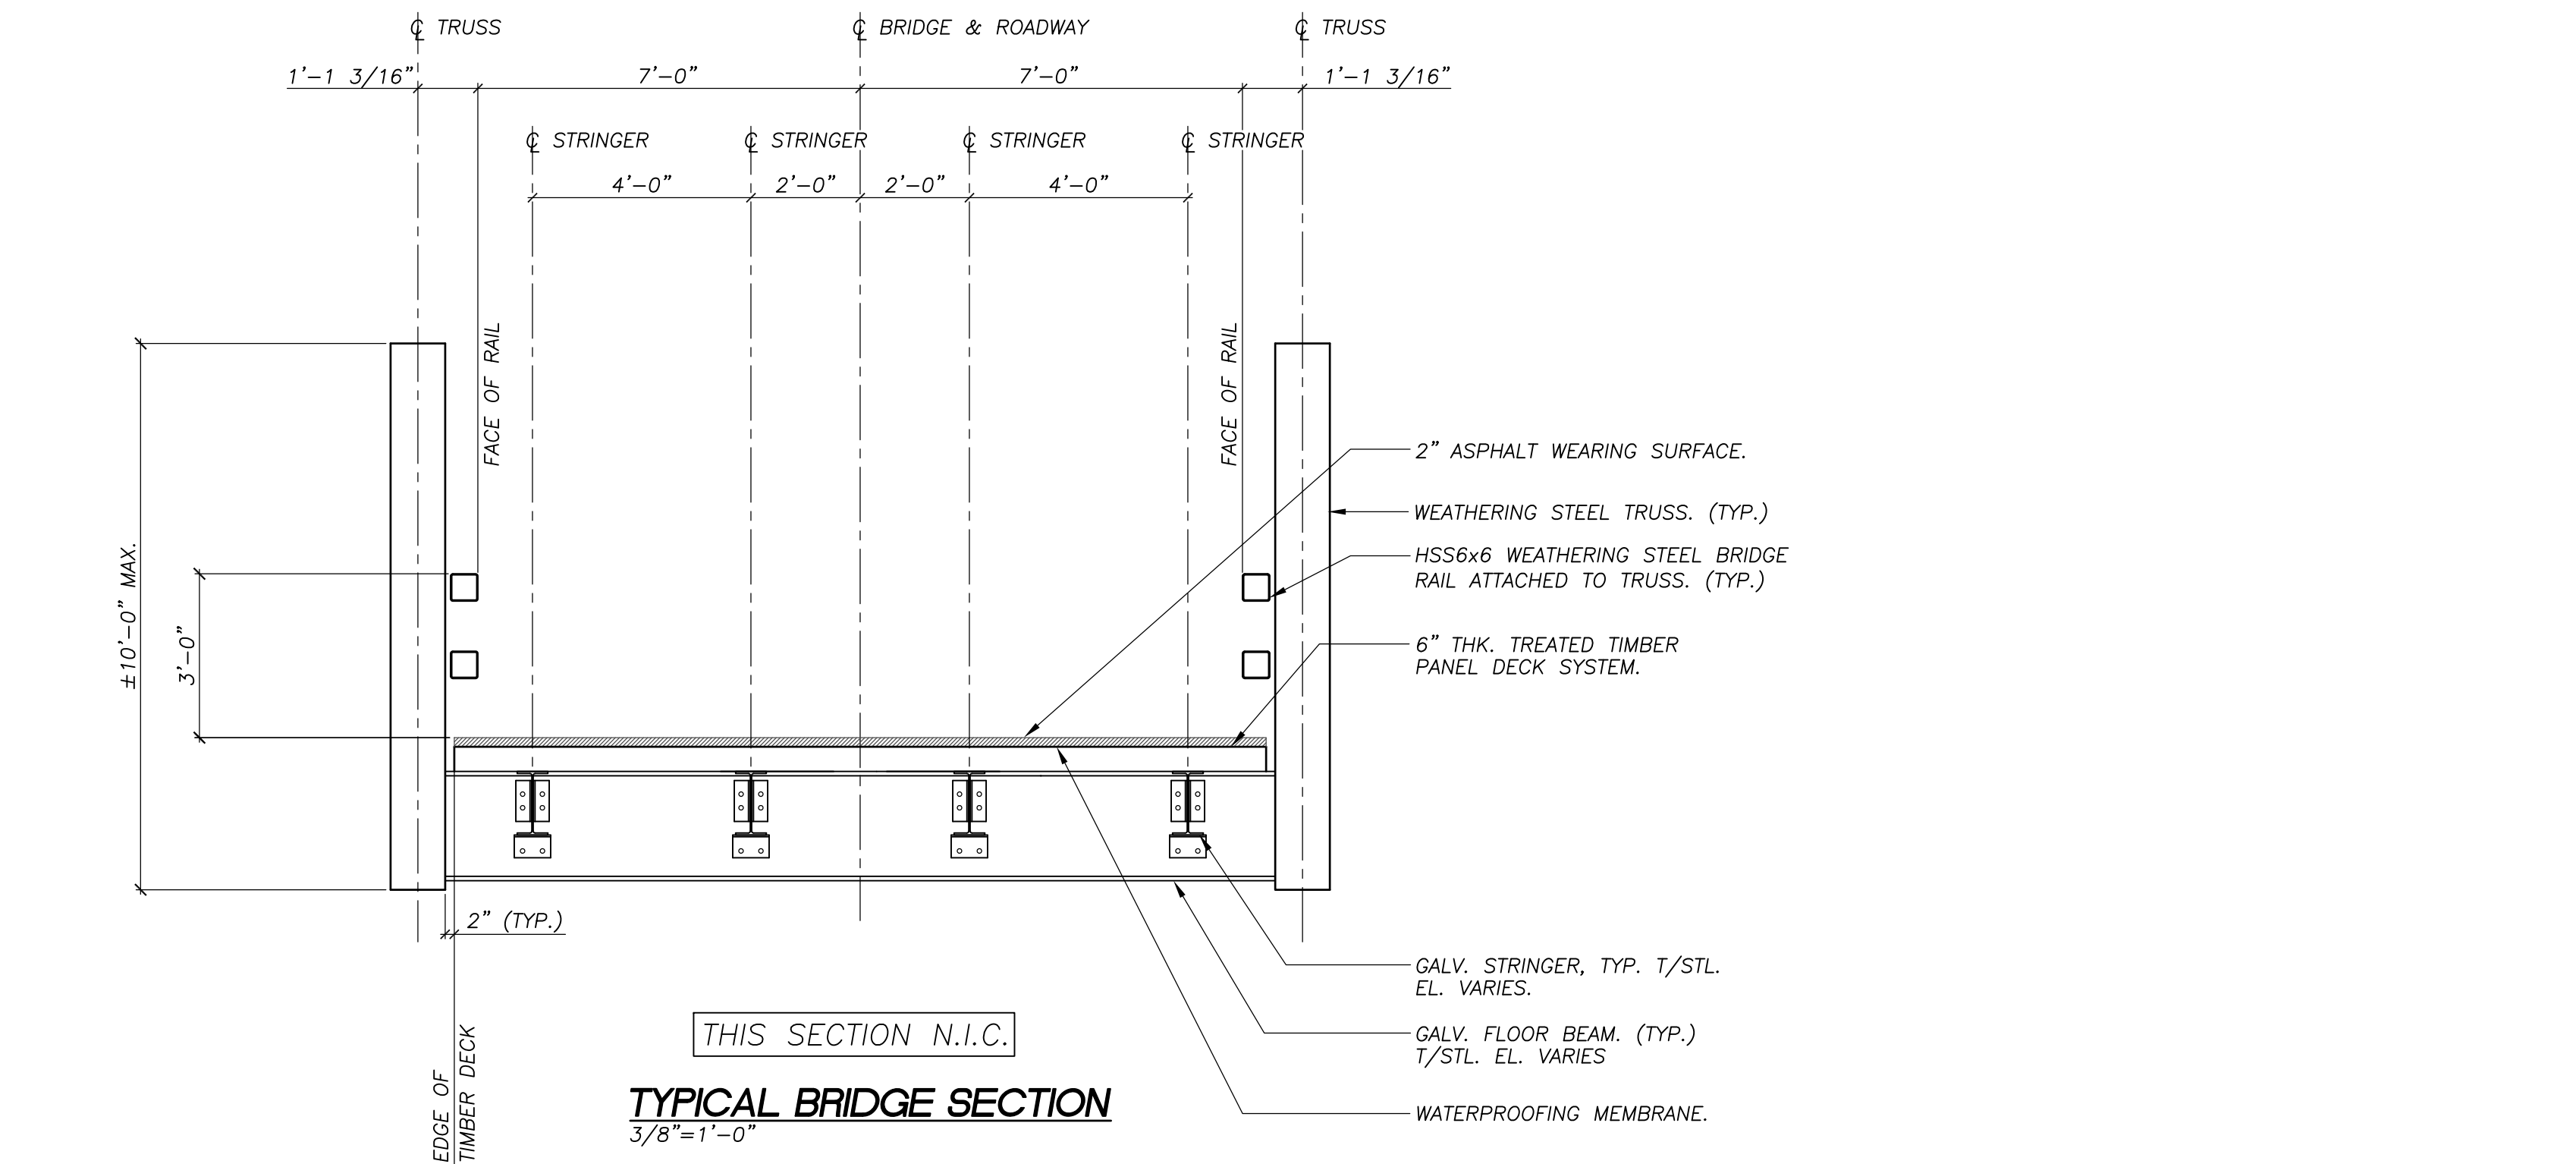 ℄ TRUSS
℄ BRIDGE & ROADWAY
℄ TRUSS
1'-1 3/16"
7'-0"
7'-0"
1'-1 3/16"
℄ STRINGER
℄ STRINGER
℄ STRINGER
℄ STRINGER
4'-0"
2'-0"
2'-0"
4'-0"
FACE OF RAIL
FACE OF RAIL
±10'-0" MAX.
3'-0"
2" ASPHALT WEARING SURFACE.
WEATHERING STEEL TRUSS. (TYP.)
HSS6x6 WEATHERING STEEL BRIDGE
RAIL ATTACHED TO TRUSS. (TYP.)
6" THK. TREATED TIMBER
PANEL DECK SYSTEM.
2" (TYP.)
EDGE OF
TIMBER DECK
GALV. STRINGER, TYP. T/STL.
EL. VARIES.
GALV. FLOOR BEAM. (TYP.)
T/STL. EL. VARIES
WATERPROOFING MEMBRANE.
THIS SECTION N.I.C.
TYPICAL BRIDGE SECTION
3/8"=1'-0"